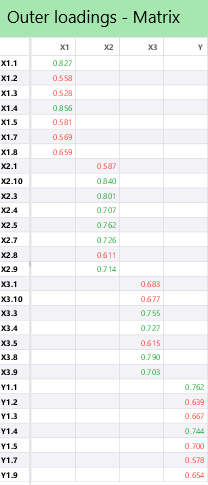 Outer loadings - Matrix
X1 X2 X3 Y
X1.1 0.827
X1.2 0.558
X1.3 0.528
X1.4 0.856
X1.5 0.581
X1.7 0.569
X1.8 0.659
X2.1 0.587
X2.10 0.840
X2.3 0.801
X2.4 0.707
X2.5 0.762
X2.7 0.726
X2.8 0.611
X2.9 0.714
X3.1 0.683
X3.10 0.677
X3.3 0.755
X3.4 0.727
X3.5 0.615
X3.8 0.790
X3.9 0.703
Y1.1 0.762
Y1.2 0.639
Y1.3 0.667
Y1.4 0.744
Y1.5 0.700
Y1.7 0.578
Y1.9 0.654